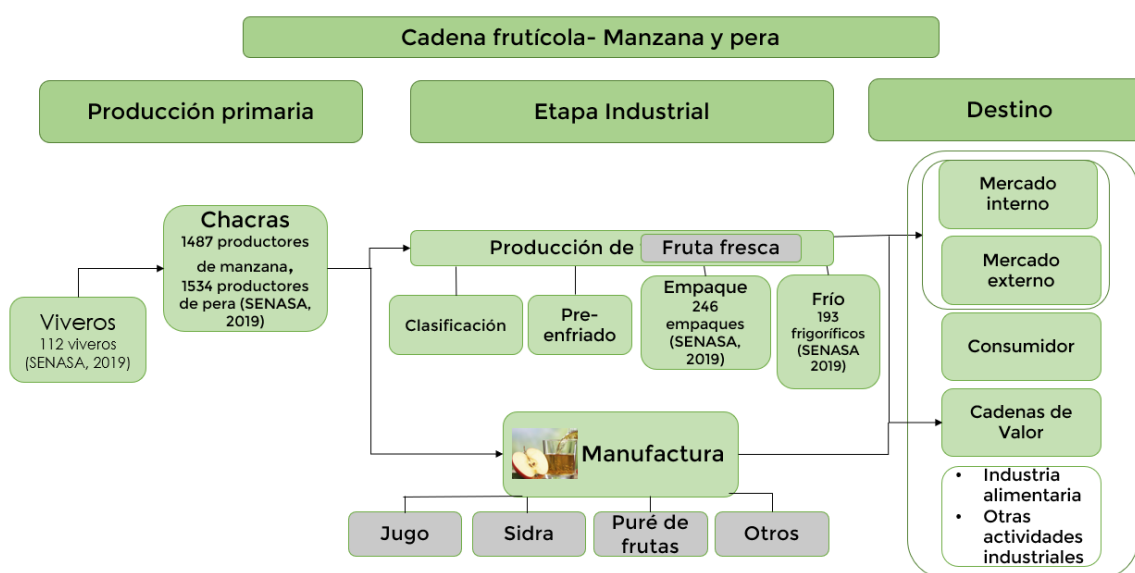 Cadena frutícola- Manzana y pera
Producción primaria
Etapa Industrial
Destino
Viveros
112 viveros
(SENASA, 2019)
Chacras
1487 productores
de manzana,
1534 productores
de pera (SENASA,
2019)
Producción de
Fruta fresca
Clasificación
Pre-
enfriado
Empaque
246
empaques
(SENASA,
2019)
Frío
193
frigoríficos
(SENASA
2019)
Manufactura
Jugo
Sidra
Puré de
frutas
Otros
Mercado
interno
Mercado
externo
Consumidor
Cadenas de
Valor
• Industria
alimentaria
• Otras
actividades
industriales